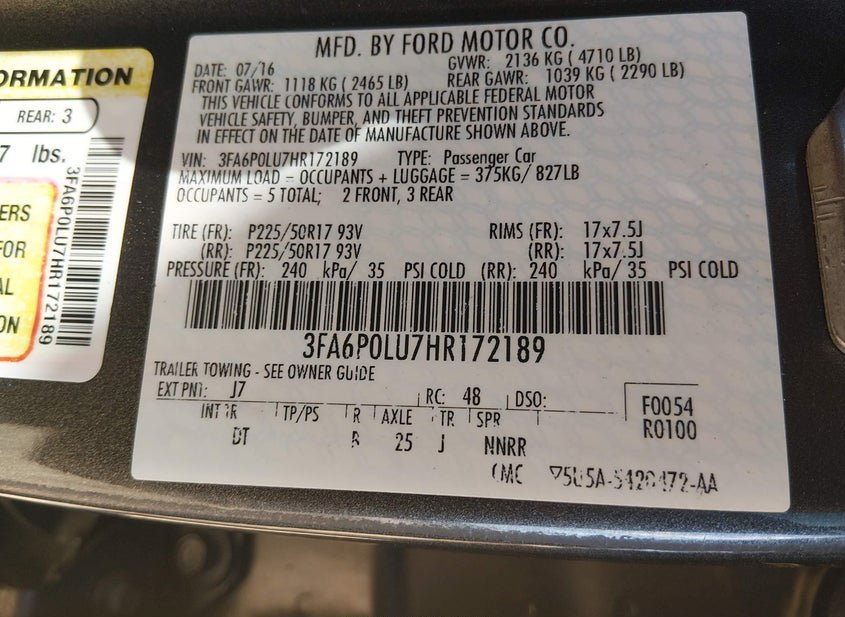 ORMATION
REAR: 3
7 lbs.
ERS
FOR
AL
ON
3FA6P0LU7HR172189
MFD. BY FORD MOTOR CO.
DATE: 07/16 GVWR: 2136 KG ( 4710 LB)
FRONT GAWR: 1118 KG ( 2465 LB) REAR GAWR: 1039 KG ( 2290 LB)
THIS VEHICLE CONFORMS TO ALL APPLICABLE FEDERAL MOTOR
VEHICLE SAFETY, BUMPER, AND THEFT PREVENTION STANDARDS
IN EFFECT ON THE DATE OF MANUFACTURE SHOWN ABOVE.
VIN: 3FA6P0LU7HR172189 TYPE: Passenger Car
MAXIMUM LOAD - OCCUPANTS + LUGGAGE = 375KG/ 827LB
OCCUPANTS = 5 TOTAL; 2 FRONT, 3 REAR
TIRE (FR): P225/50R17 93V RIMS (FR): 17x7.5J
(RR): P225/50R17 93V (RR): 17x7.5J
PRESSURE (FR): 240 kPa/ 35 PSI COLD (RR): 240 kPa/ 35 PSI COLD
3FA6P0LU7HR172189
TRAILER TOWING - SEE OWNER GUIDE
EXT PNT: J7 RC: 48 DSO: F0054
INT TR TP/PS R AXLE TR SPR R0100
DT 25 J NNRR